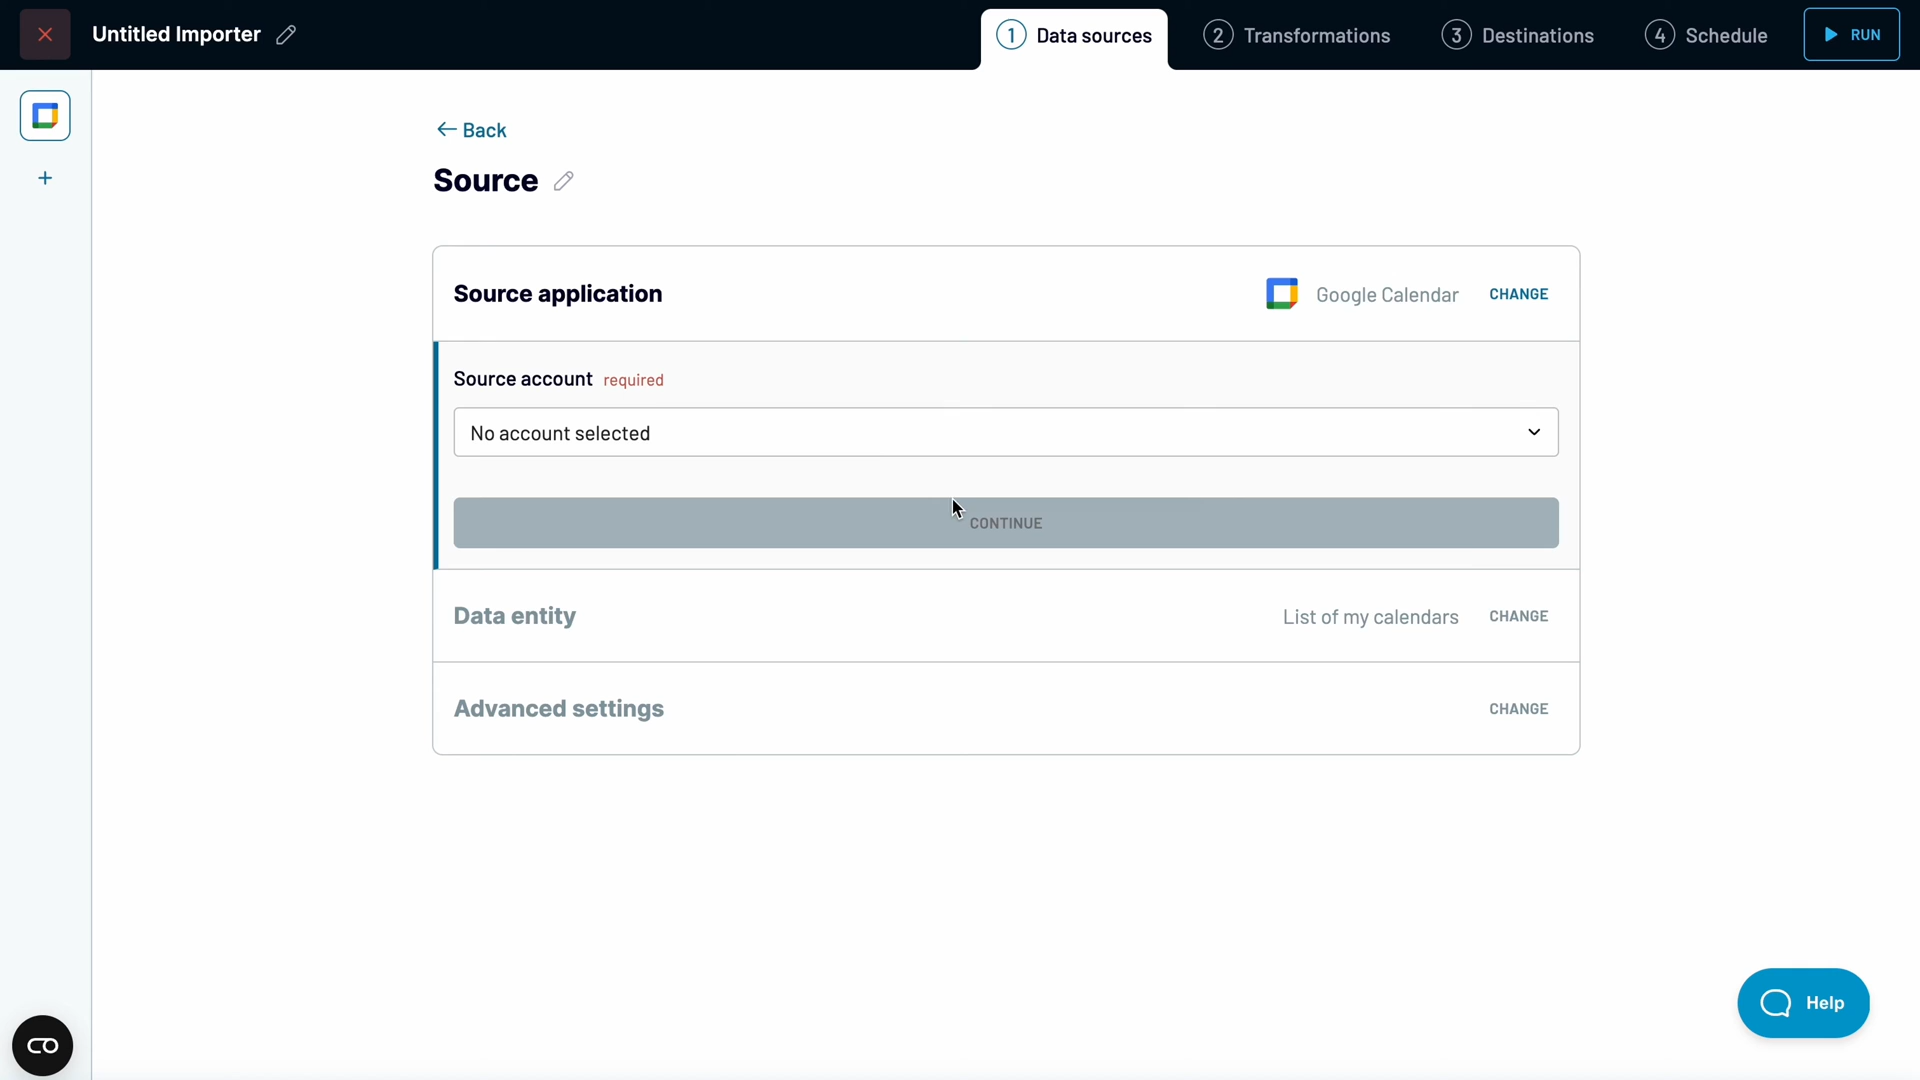 Untitled Importer
1 Data sources
2 Transformations
3 Destinations
4 Schedule
RUN
← Back
Source
Source application
Google Calendar
CHANGE
Source account required
No account selected
CONTINUE
Data entity
List of my calendars
CHANGE
Advanced settings
CHANGE
Help